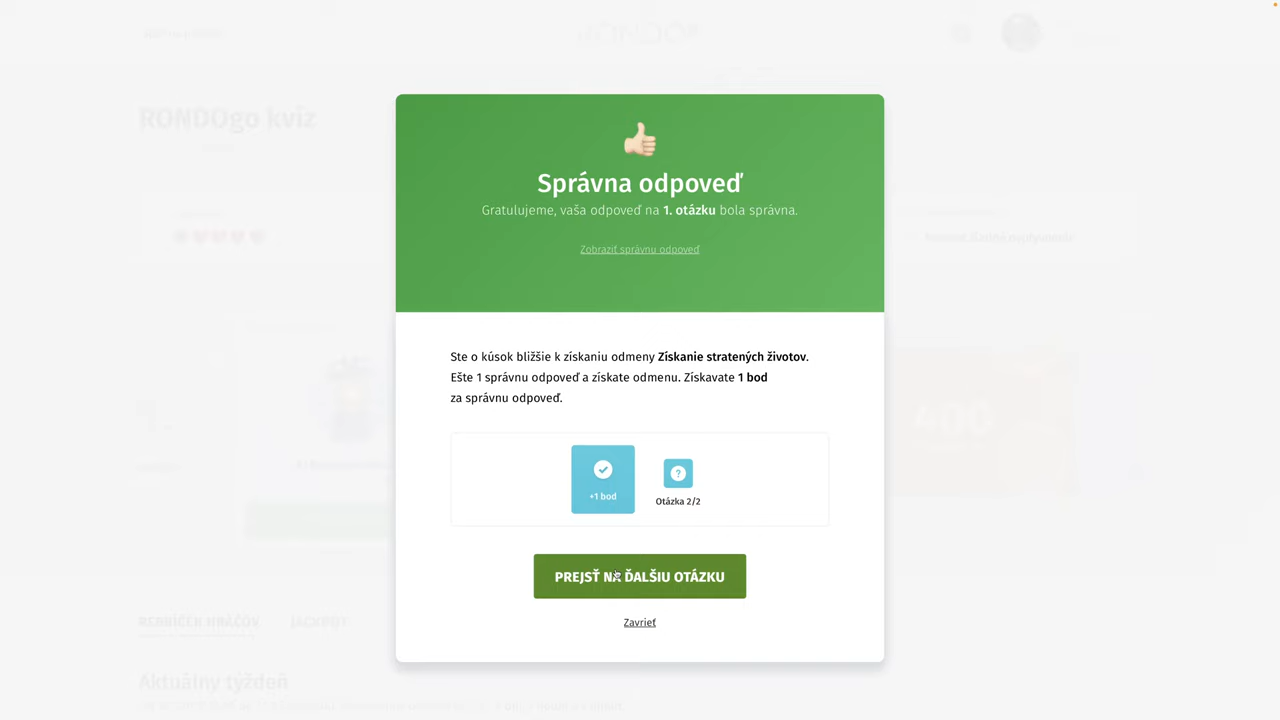 RONDOgo kvíz
Správna odpoveď
Gratulujeme, vaša odpoveď na 1. otázku bola správna.
Zobraziť správnu odpoveď
Ste o kúsok bližšie k získaniu odmeny Získanie stratených životov.
Ešte 1 správnu odpoveď a získate odmenu. Získavate 1 bod
za správnu odpoveď.
+1 bod
?
Otázka 2/2
400
PREJSŤ NA ĎALŠIU OTÁZKU
Zavrieť
REBRÍČEK HRÁČOV
JACKPOT
Aktuálny týždeň